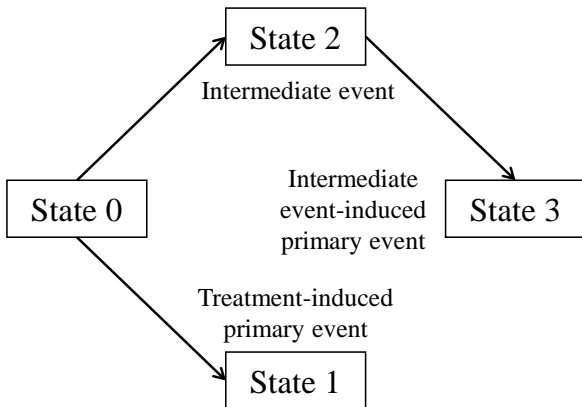 State 2
Intermediate event
State 0
Intermediate
event-induced
primary event
State 3
Treatment-induced
primary event
State 1